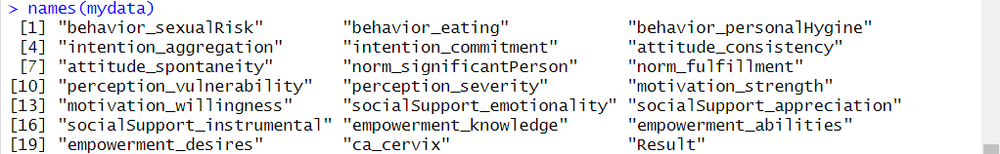 > names(mydata)
[1] "behavior_sexualRisk" "behavior_eating" "behavior_personalHygine"
[4] "intention_aggregation" "intention_commitment" "attitude_consistency"
[7] "attitude_spontaneity" "norm_significantPerson" "norm_fulfillment"
[10] "perception_vulnerability" "perception_severity" "motivation_strength"
[13] "motivation_willingness" "socialSupport_emotionality" "socialSupport_appreciation"
[16] "socialSupport_instrumental" "empowerment_knowledge" "empowerment_abilities"
[19] "empowerment_desires" "ca_cervix" "Result"